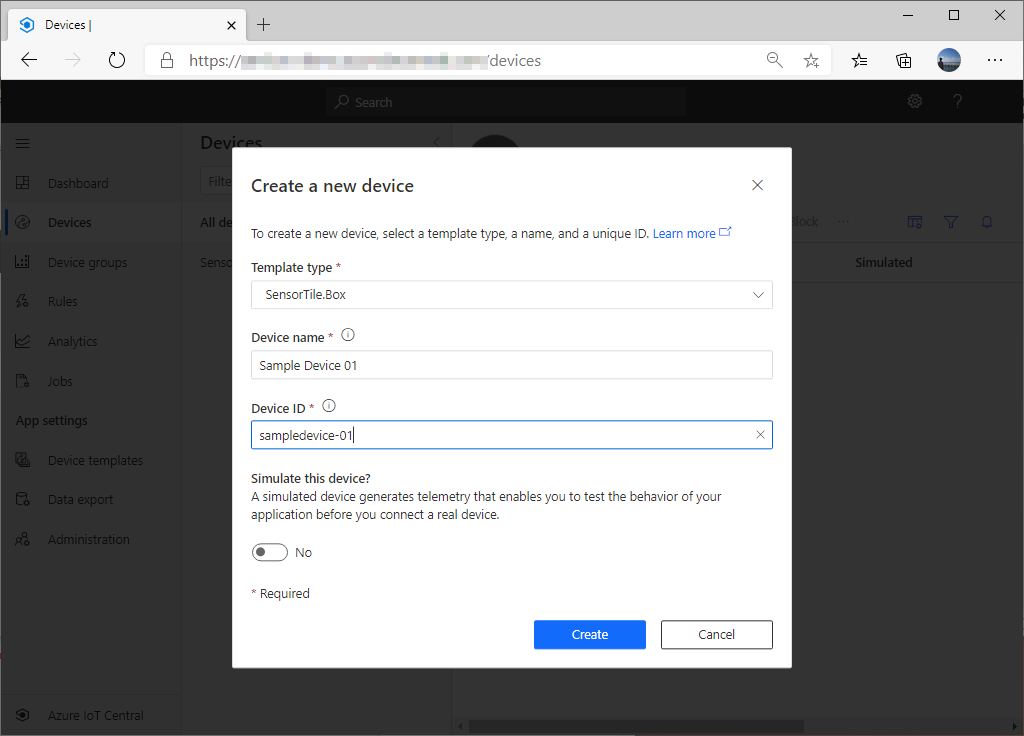 Devices |
https://
/devices
Search
Devices
Dashboard
Filte
Devices
All de
Block
Device groups
Senso
Simulated
Rules
Analytics
Jobs
App settings
Device templates
Data export
Administration
Azure IoT Central
Create a new device
To create a new device, select a template type, a name, and a unique ID. Learn more
Template type *
SensorTile.Box
Device name *
Sample Device 01
Device ID *
sampledevice-01
Simulate this device?
A simulated device generates telemetry that enables you to test the behavior of your
application before you connect a real device.
No
* Required
Create
Cancel